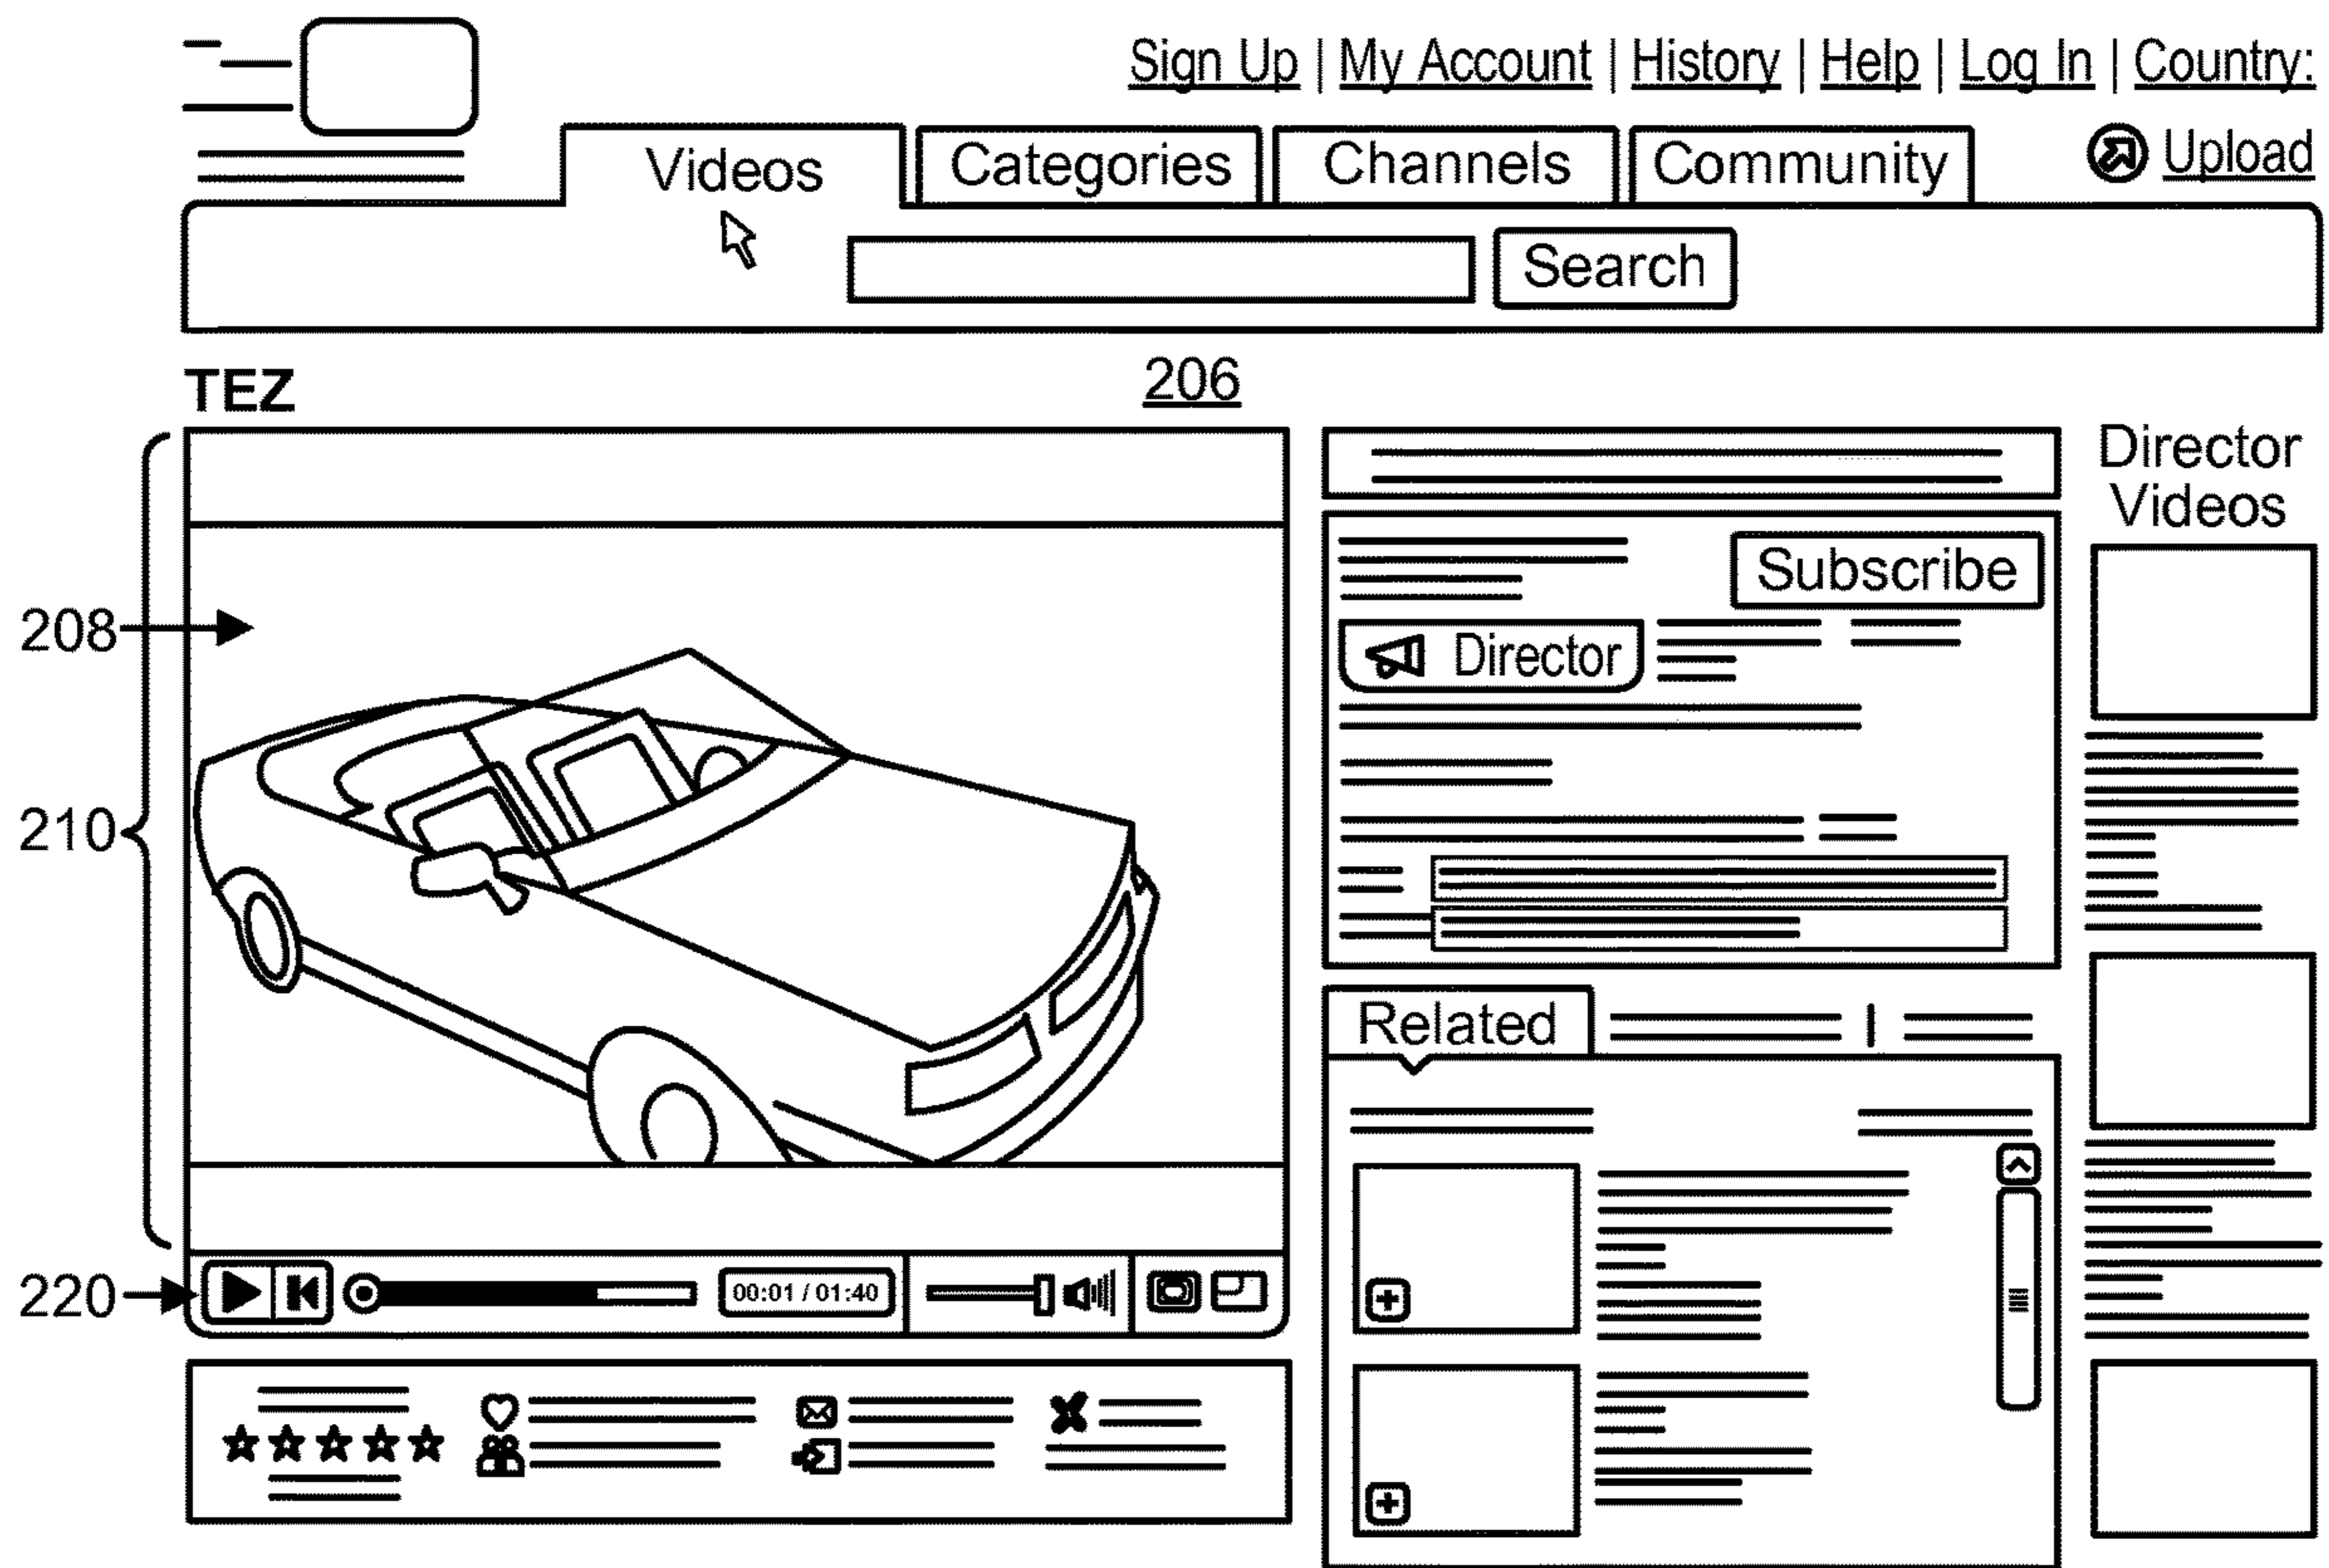 Sign Up | My Account | History | Help | Log In | Country:
Videos
Categories
Channels
Community
Upload
Search
TEZ
206
Director
Videos
Subscribe
208
Director
210
Related
220
00:01 / 01:40